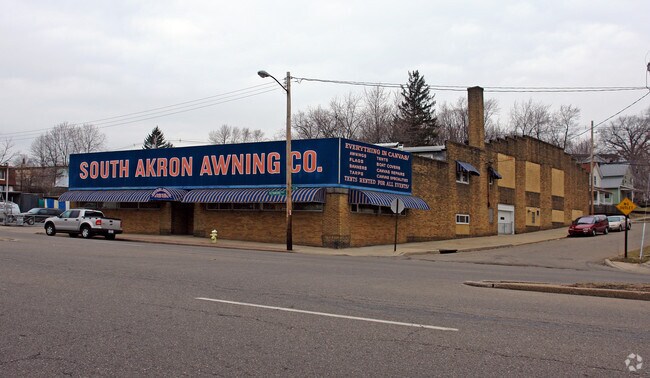 SOUTH AKRON AWNING CO.
"EVERYTHING IN CANVAS"
AWNINGS
FLAGS
BANNERS
TARPS
BOAT COVERS
CANVAS REPAIRS
CANVAS SPECIALTIES
TENTS RENTED FOR ALL EVENTS